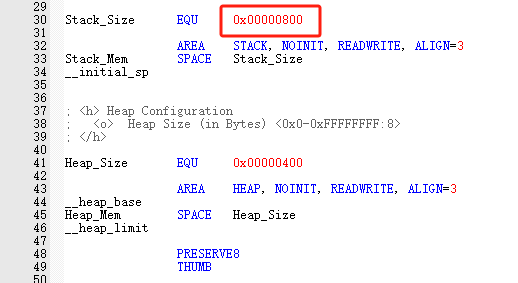 29
30 Stack_Size EQU 0x00000800
31
32 AREA STACK, NOINIT, READWRITE, ALIGN=3
33 Stack_Mem SPACE Stack_Size
34 __initial_sp
35
36
37 ; <h> Heap Configuration
38 ; <o> Heap Size (in Bytes) <0x0-0xFFFFFFFF:8>
39 ; </h>
40
41 Heap_Size EQU 0x00000400
42
43 AREA HEAP, NOINIT, READWRITE, ALIGN=3
44 __heap_base
45 Heap_Mem SPACE Heap_Size
46 __heap_limit
47
48 PRESERVE8
49 THUMB
50